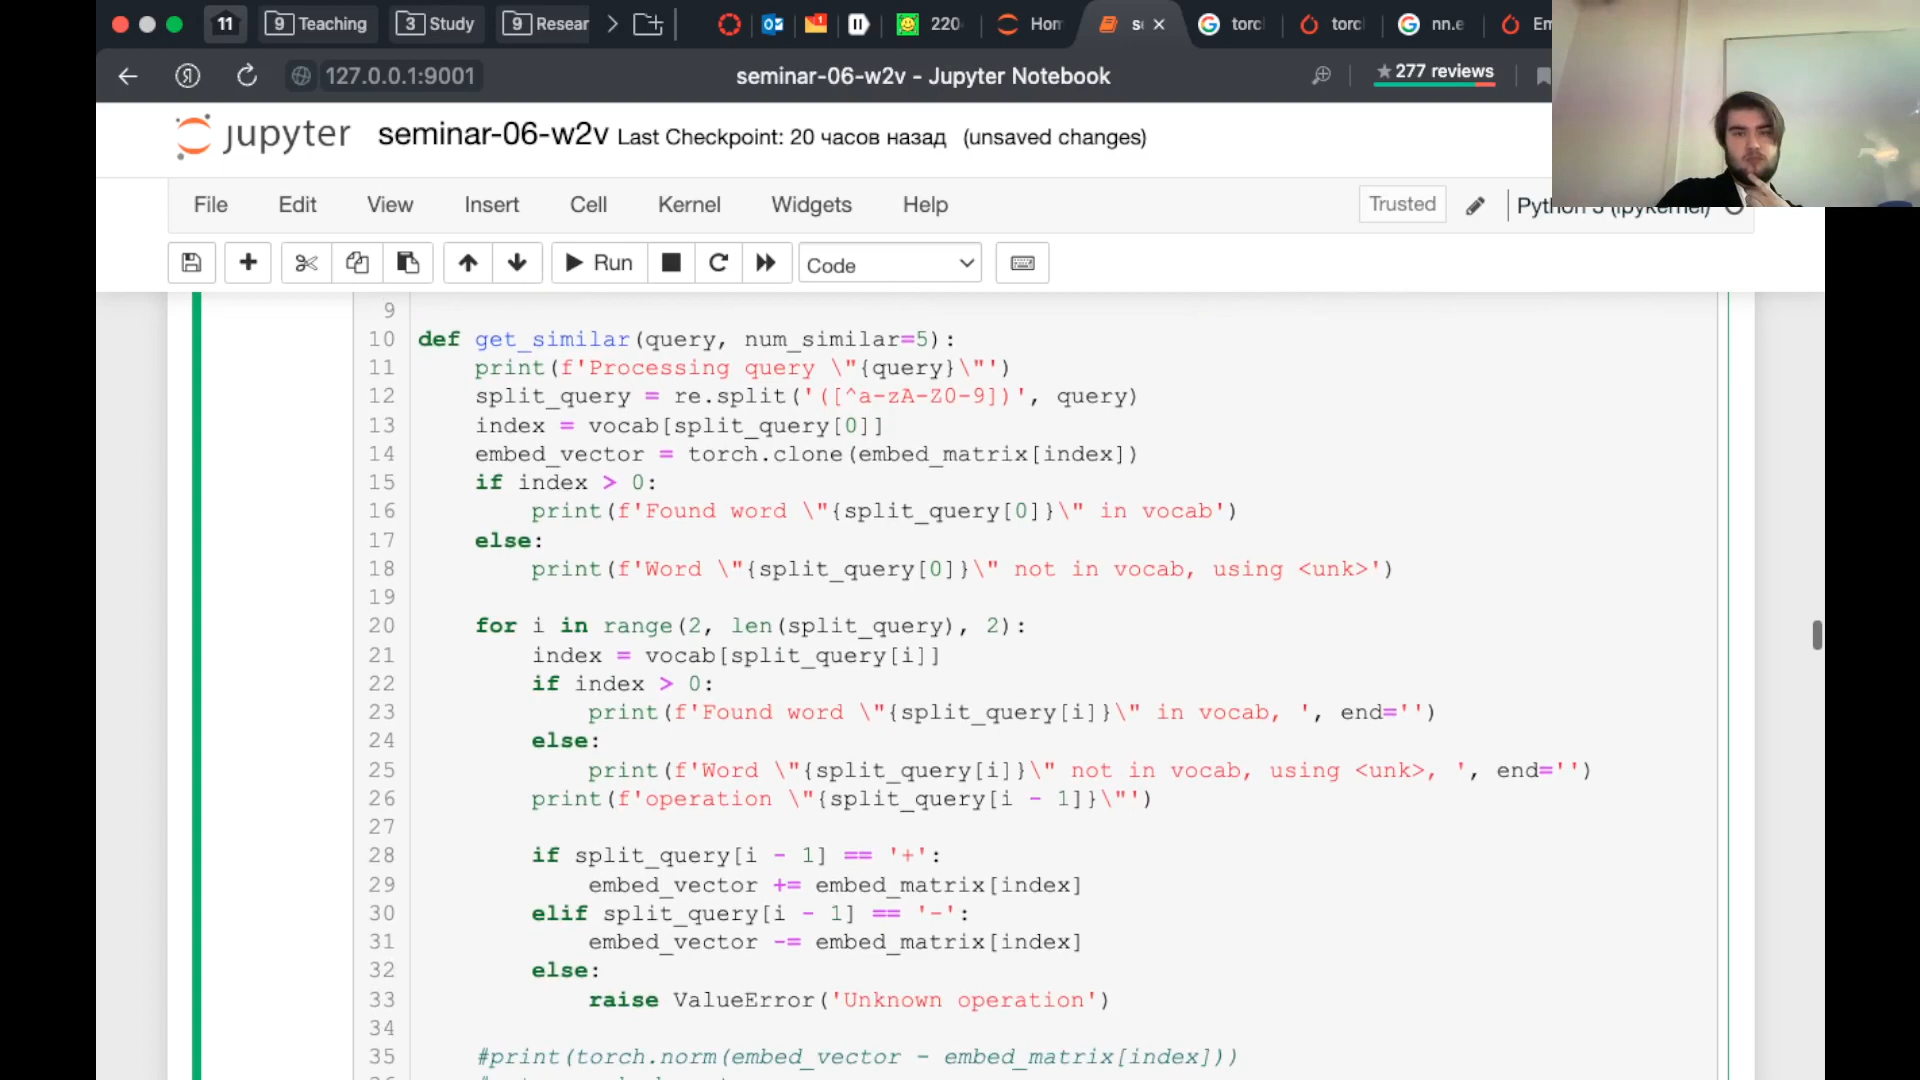 11
9 Teaching
3 Study
9 Resear
220
Hom
s
torc
torc
nn.e
Em
127.0.0.1:9001
seminar-06-w2v - Jupyter Notebook
★ 277 reviews
jupyter seminar-06-w2v Last Checkpoint: 20 часов назад (unsaved changes)
File Edit View Insert Cell Kernel Widgets Help
Trusted
Python 3 (ipykernel)
Run
Code
9
10 def get_similar(query, num_similar=5):
11     print(f'Processing query \"{query}\"')
12     split_query = re.split('([^a-zA-Z0-9])', query)
13     index = vocab[split_query[0]]
14     embed_vector = torch.clone(embed_matrix[index])
15     if index > 0:
16         print(f'Found word \"{split_query[0]}\" in vocab')
17     else:
18         print(f'Word \"{split_query[0]}\" not in vocab, using <unk>')
19
20     for i in range(2, len(split_query), 2):
21         index = vocab[split_query[i]]
22         if index > 0:
23             print(f'Found word \"{split_query[i]}\" in vocab, ', end='')
24         else:
25             print(f'Word \"{split_query[i]}\" not in vocab, using <unk>, ', end='')
26         print(f'operation \"{split_query[i - 1]}\"')
27
28         if split_query[i - 1] == '+':
29             embed_vector += embed_matrix[index]
30         elif split_query[i - 1] == '-':
31             embed_vector -= embed_matrix[index]
32         else:
33             raise ValueError('Unknown operation')
34
35     #print(torch.norm(embed_vector - embed_matrix[index]))